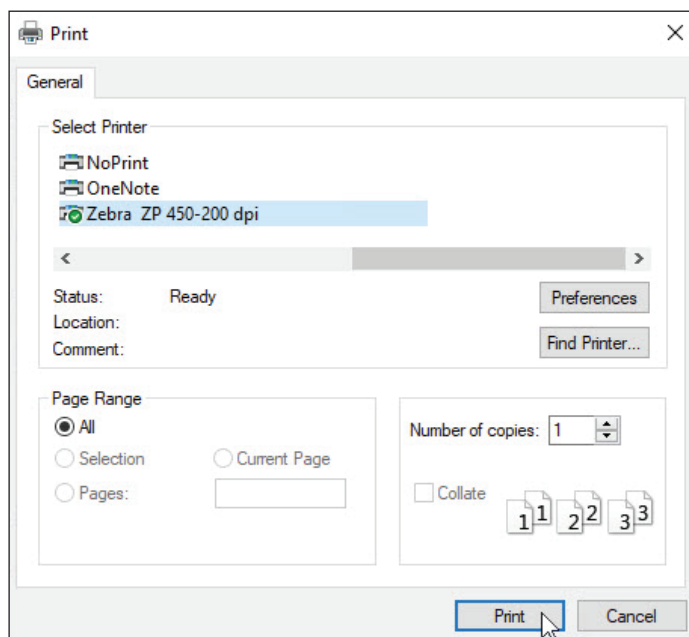 Print
General
Select Printer
NoPrint
OneNote
Zebra ZP 450-200 dpi
Status: Ready
Preferences
Location:
Find Printer...
Comment:
Page Range
All
Selection
Current Page
Pages:
Number of copies: 1
Collate
1 1 2 2 3 3
Print
Cancel